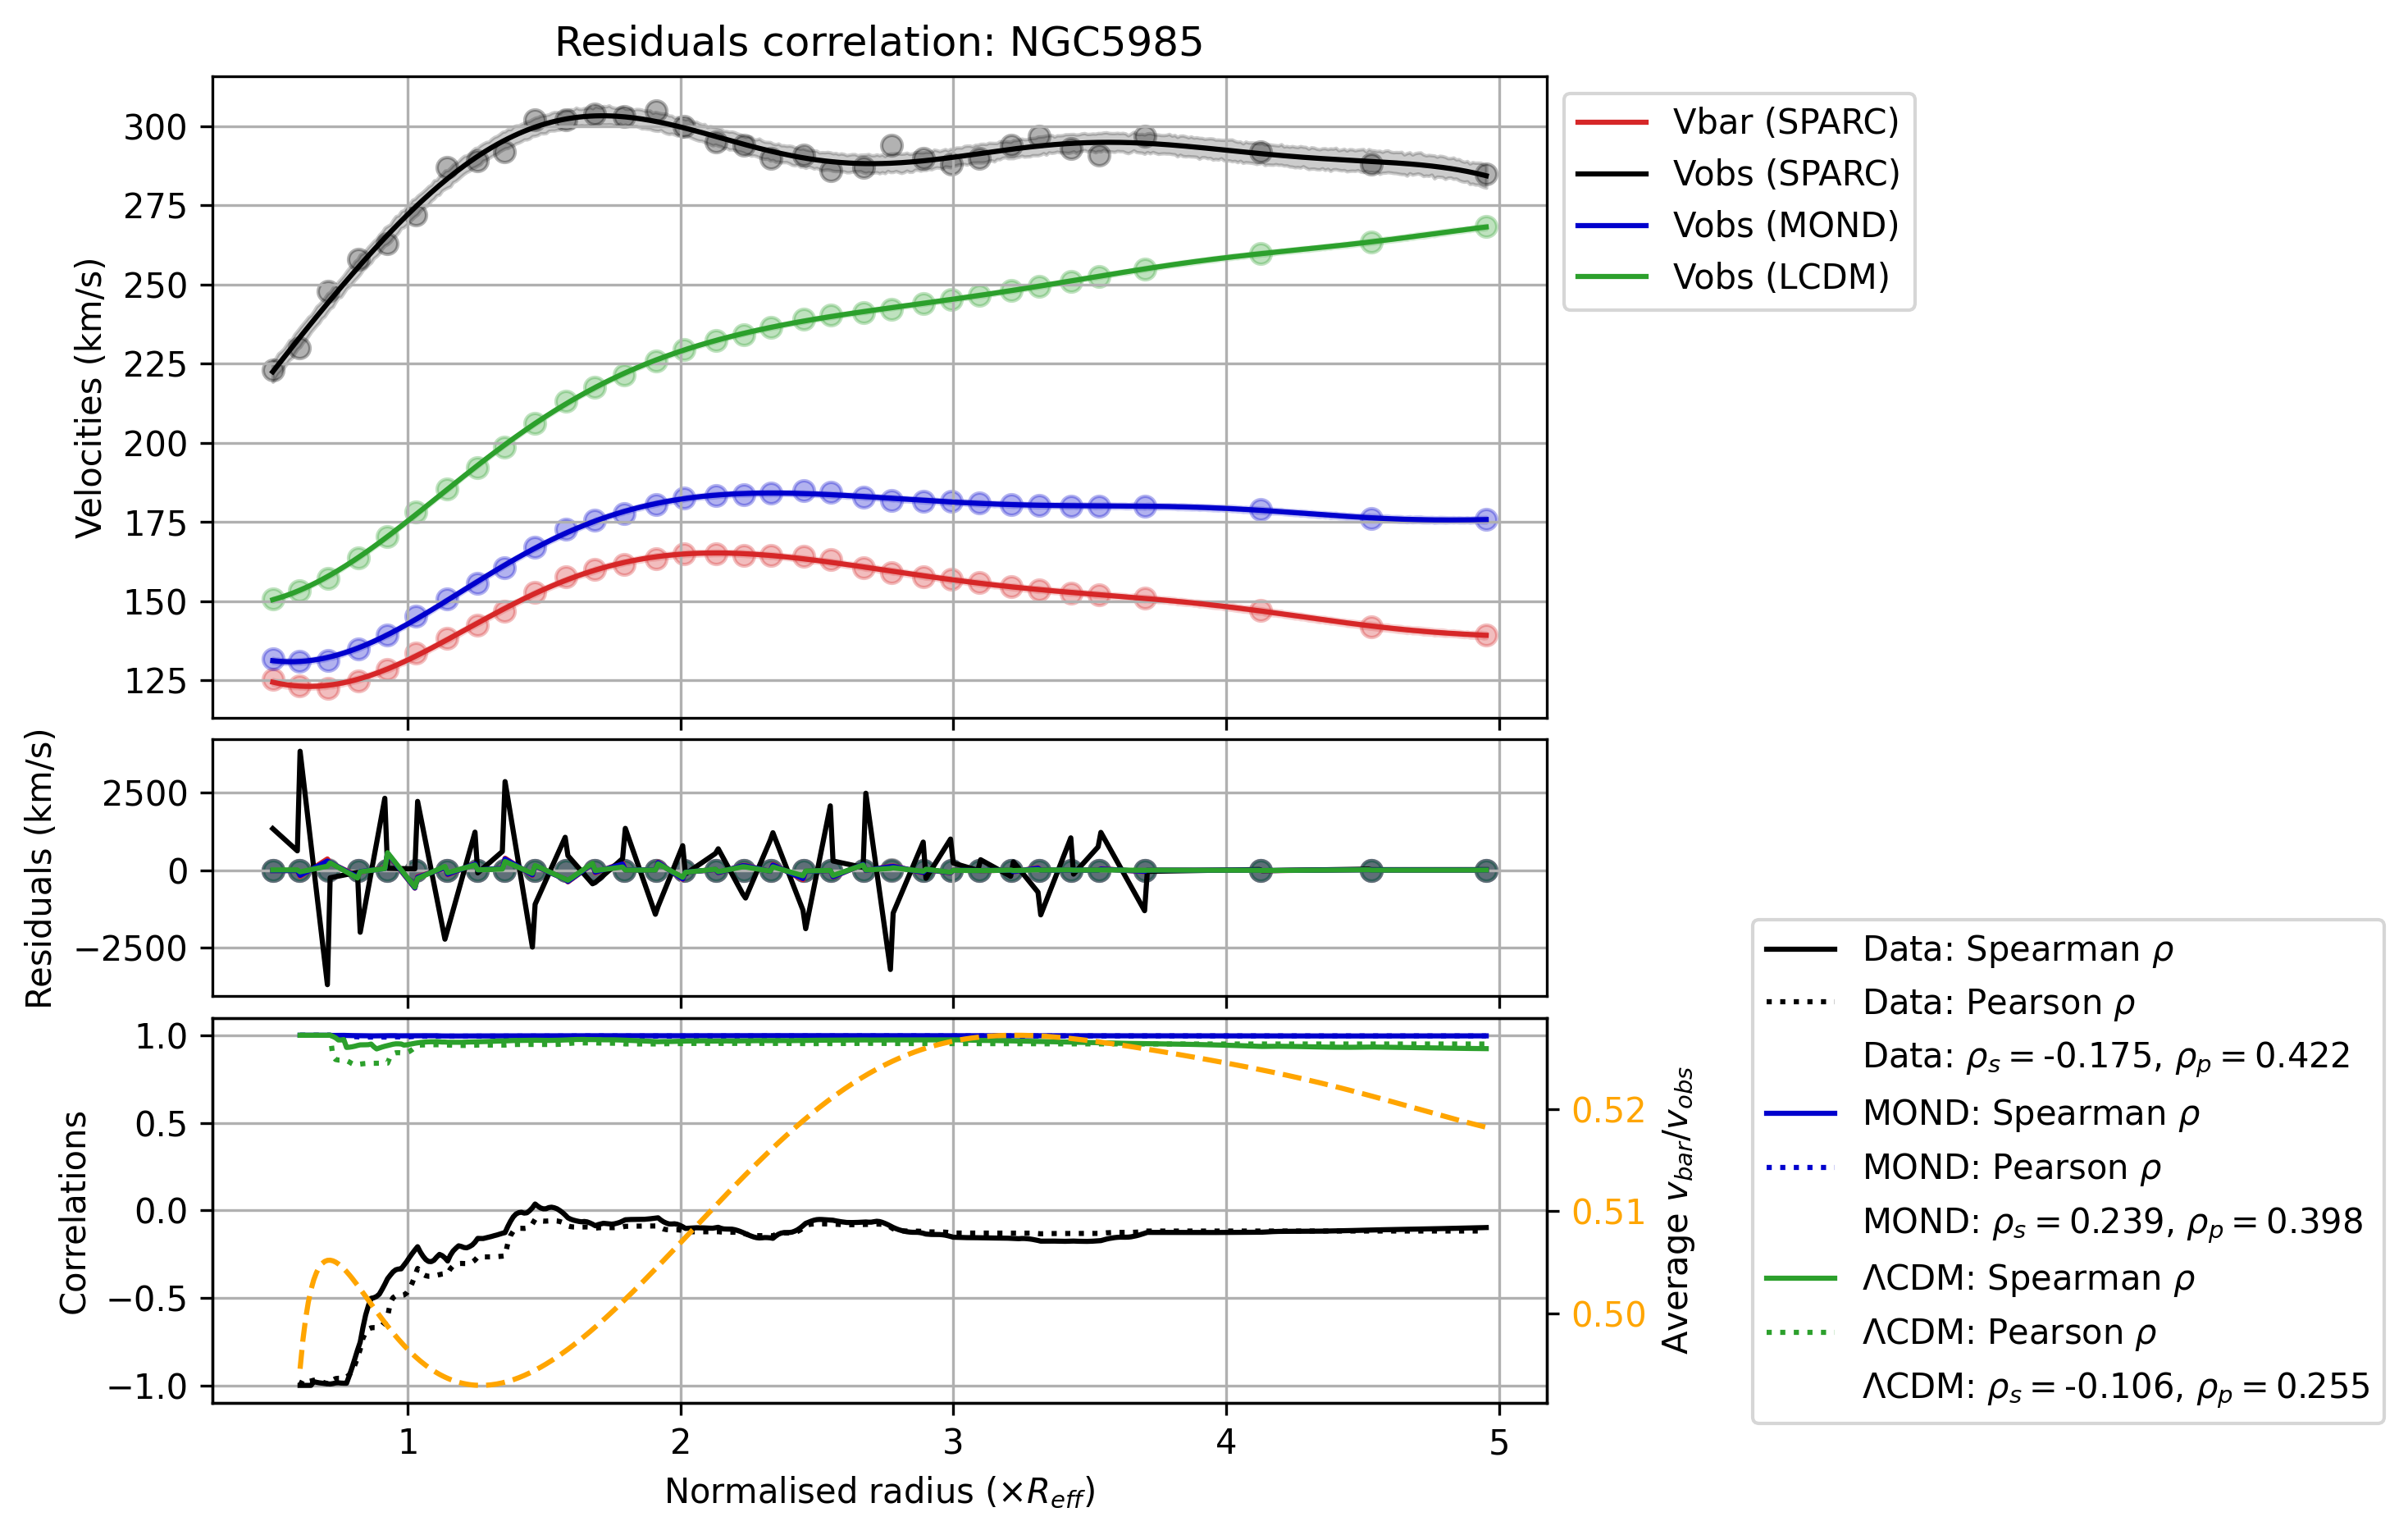 Residuals correlation: NGC5985
Velocities (km/s)
300
275
250
225
200
175
150
125
Vbar (SPARC)
Vobs (SPARC)
Vobs (MOND)
Vobs (LCDM)
Residuals (km/s)
2500
0
−2500
Correlations
1.0
0.5
0.0
−0.5
−1.0
0.52
0.51
0.50
Average v_bar/v_obs
1 2 3 4 5
Normalised radius (×R_eff)
Data: Spearman ρ
Data: Pearson ρ
Data: ρ_s = -0.175, ρ_p = 0.422
MOND: Spearman ρ
MOND: Pearson ρ
MOND: ρ_s = 0.239, ρ_p = 0.398
ΛCDM: Spearman ρ
ΛCDM: Pearson ρ
ΛCDM: ρ_s = -0.106, ρ_p = 0.255